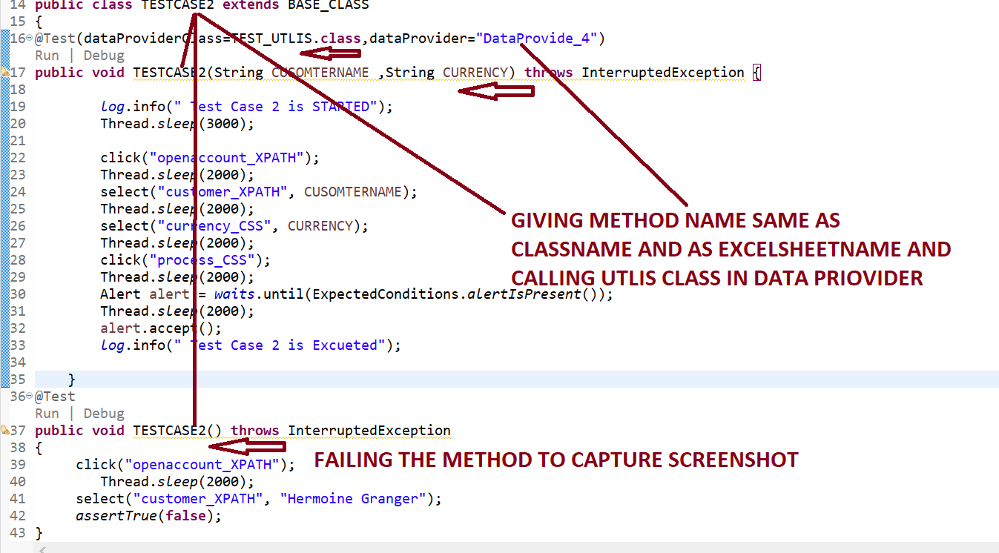 14 public class TESTCASE2 extends BASE_CLASS
15 {
16 @Test(dataProviderClass=TEST_UTLIS.class,dataProvider="DataProvide_4")
Run | Debug
17 public void TESTCASE2(String CUSOMTERNAME ,String CURRENCY) throws InterruptedException {
18
19 log.info(" Test Case 2 is STARTED");
20 Thread.sleep(3000);
21
22 click("openaccount_XPATH");
23 Thread.sleep(2000);
24 select("customer_XPATH", CUSOMTERNAME);
25 Thread.sleep(2000);
26 select("currency_CSS", CURRENCY);
27 Thread.sleep(2000);
28 click("process_CSS");
29 Thread.sleep(2000);
30 Alert alert = waits.until(ExpectedConditions.alertIsPresent());
31 Thread.sleep(2000);
32 alert.accept();
33 log.info(" Test Case 2 is Excueted");
34
35 }
GIVING METHOD NAME SAME AS
CLASSNAME AND AS EXCELSHEETNAME AND
CALLING UTLIS CLASS IN DATA PRIOVIDER
36 @Test
Run | Debug
37 public void TESTCASE2() throws InterruptedException
38 {
FAILING THE METHOD TO CAPTURE SCREENSHOT
39 click("openaccount_XPATH");
40 Thread.sleep(2000);
41 select("customer_XPATH", "Hermoine Granger");
42 assertTrue(false);
43 }